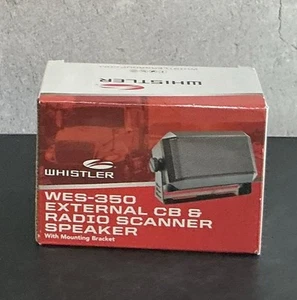 WHISTLER
WHISTLER
WES-350
EXTERNAL CB &
RADIO SCANNER
SPEAKER
With Mounting Bracket